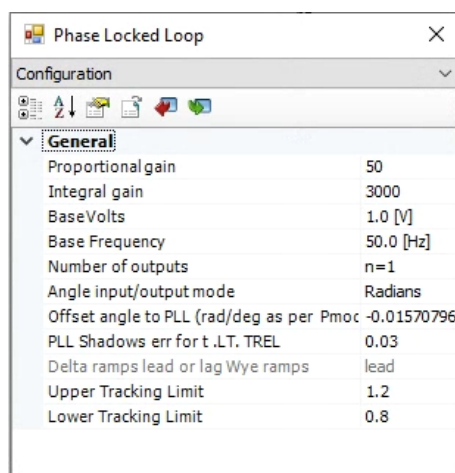 Phase Locked Loop
Configuration
General
Proportional gain 50
Integral gain 3000
BaseVolts 1.0 [V]
Base Frequency 50.0 [Hz]
Number of outputs n=1
Angle input/output mode Radians
Offset angle to PLL (rad/deg as per Pmoc -0.01570796
PLL Shadows err for t .LT. TREL 0.03
Delta ramps lead or lag Wye ramps lead
Upper Tracking Limit 1.2
Lower Tracking Limit 0.8